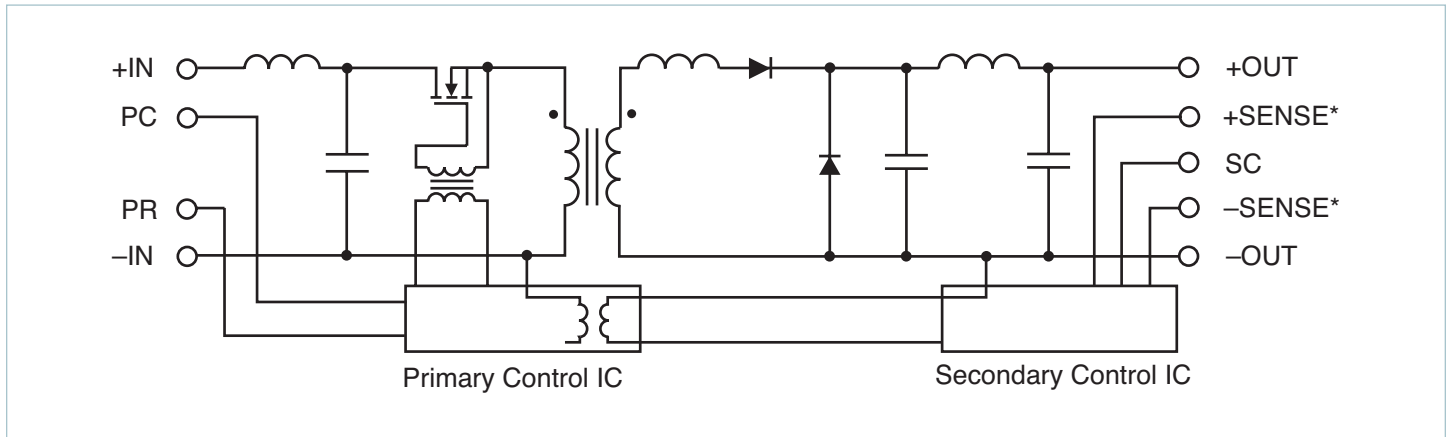 +IN
PC
PR
–IN
+OUT
+SENSE*
SC
–SENSE*
–OUT
Primary Control IC
Secondary Control IC